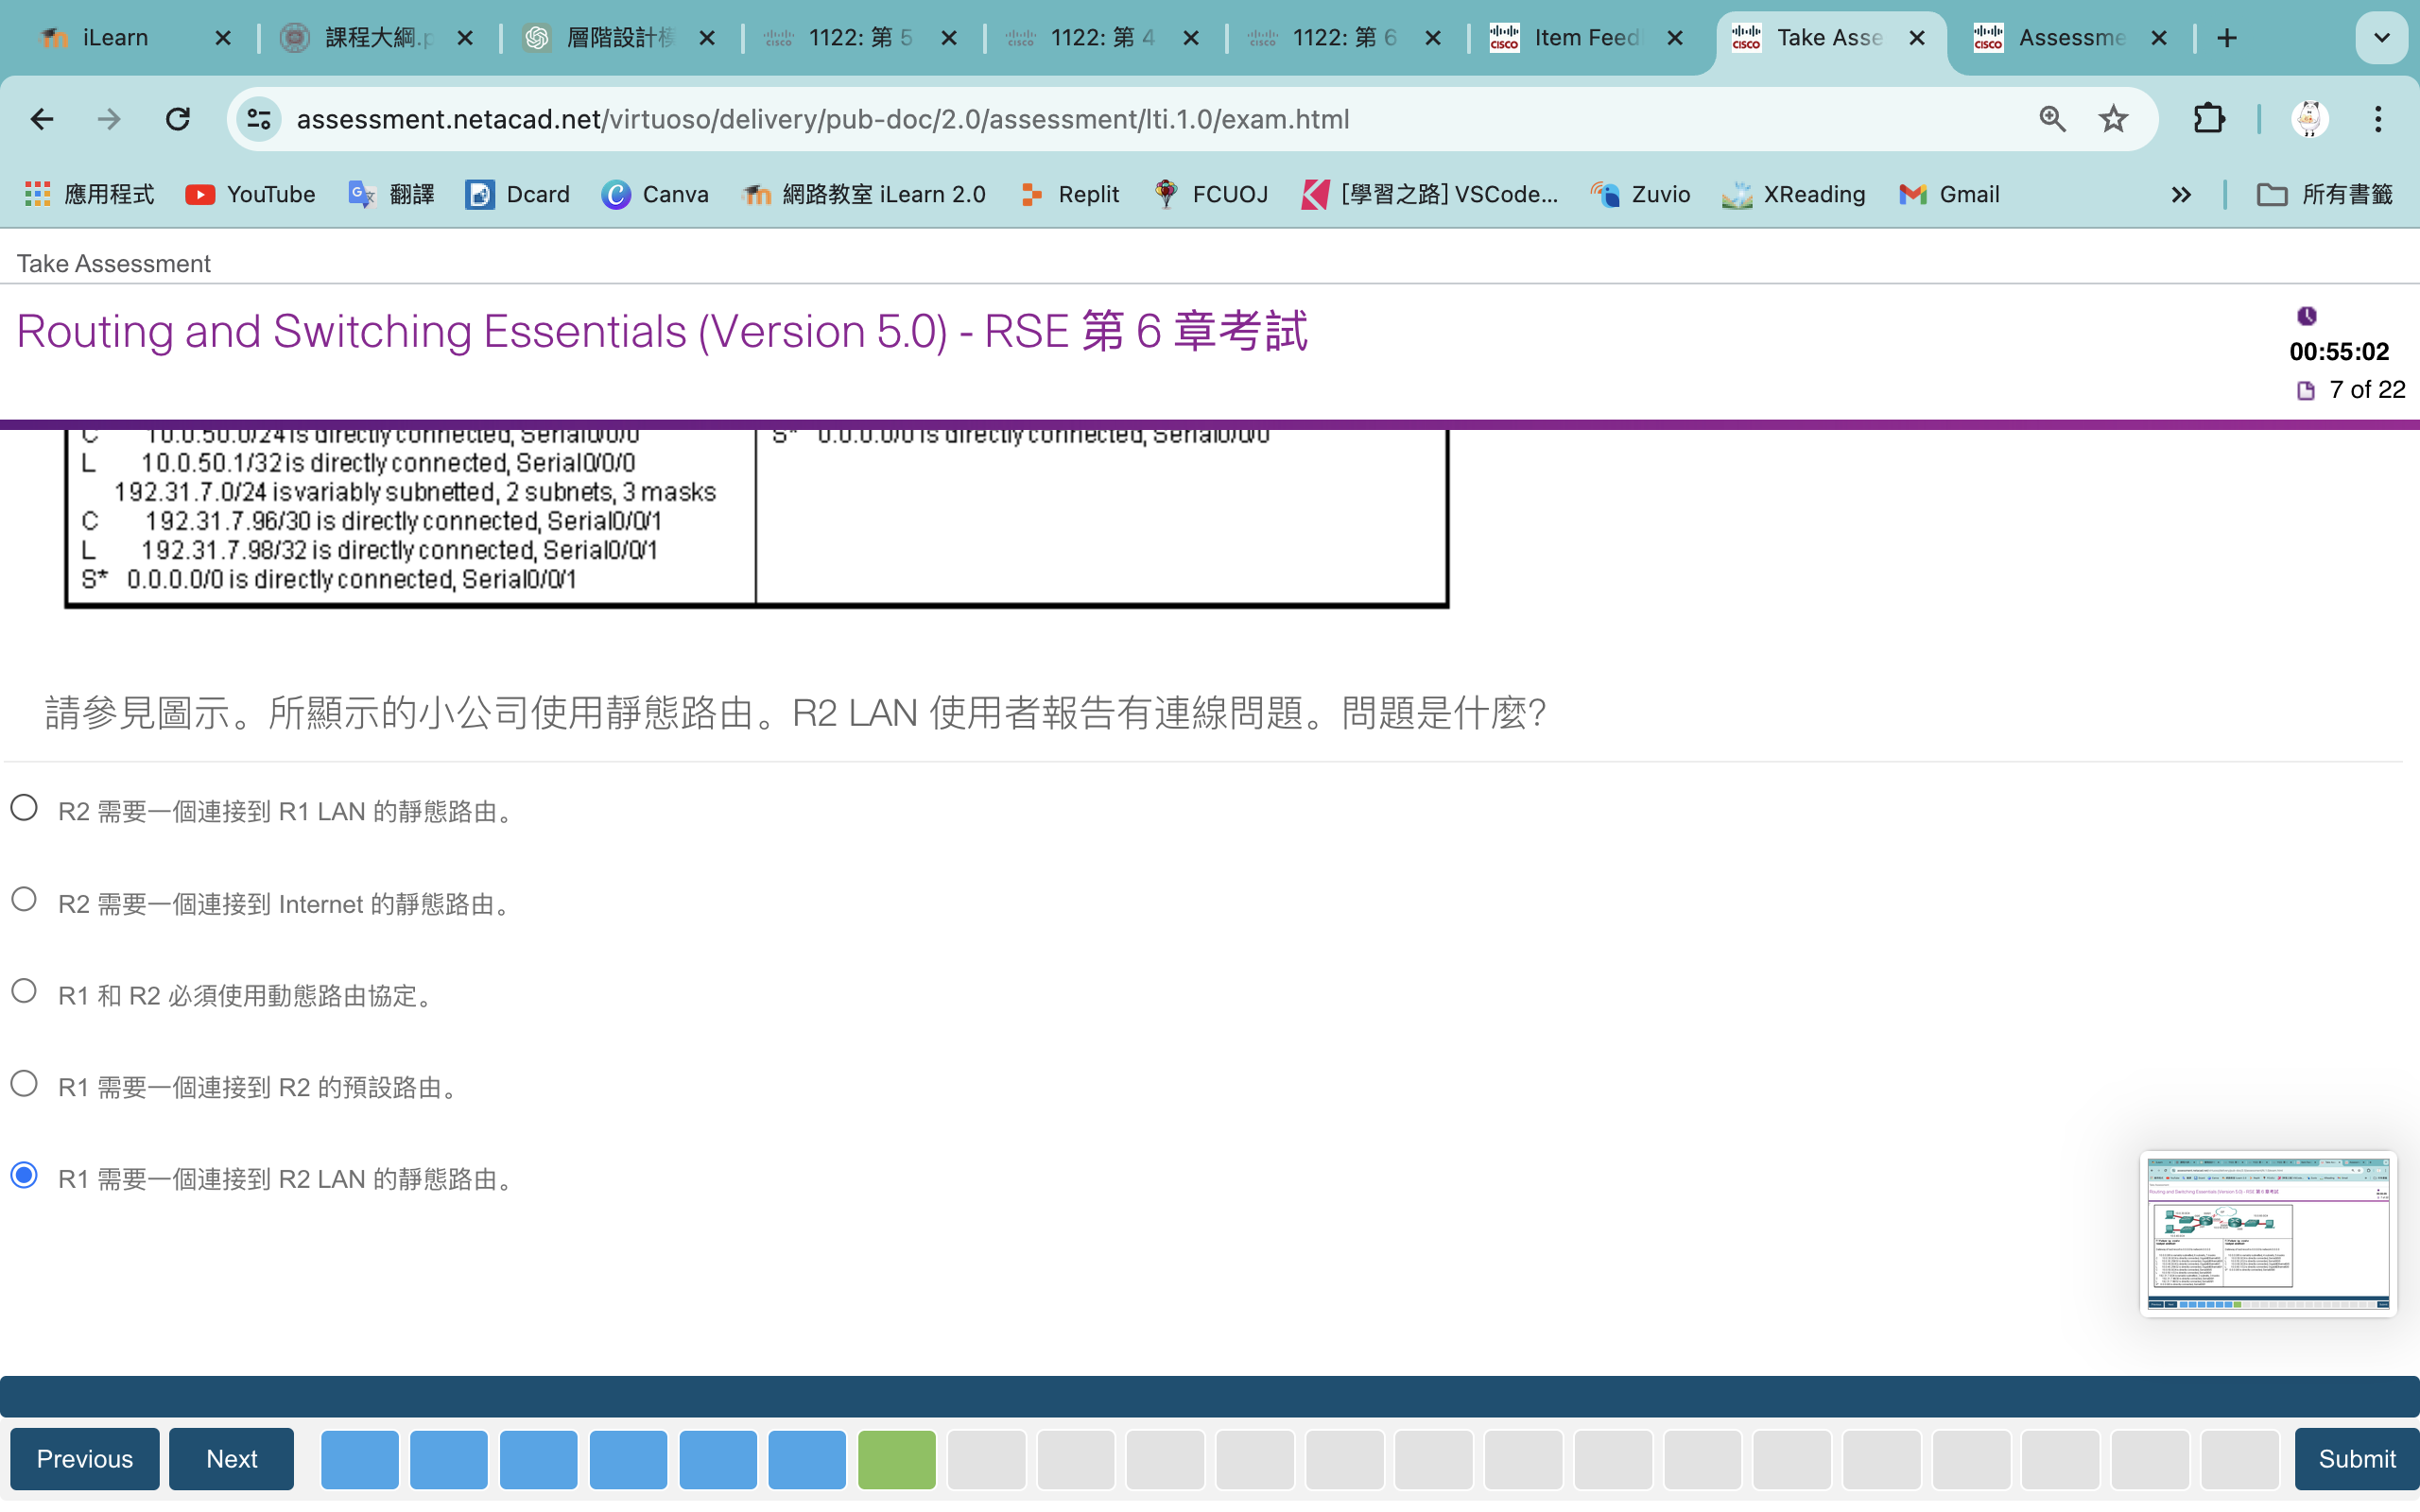 iLearn
課程大綱.p
層階設計模
1122: 第 5
1122: 第 4
1122: 第 6
Item Feed
Take Asse
Assessme
assessment.netacad.net/virtuoso/delivery/pub-doc/2.0/assessment/lti.1.0/exam.html
應用程式
YouTube
翻譯
Dcard
Canva
網路教室 iLearn 2.0
Replit
FCUOJ
[學習之路] VSCode...
Zuvio
XReading
Gmail
所有書籤
Take Assessment
Routing and Switching Essentials (Version 5.0) - RSE 第 6 章考試
00:55:02
7 of 22
C 10.0.50.0/24 is directly connected, Serial0/0/0
S* 0.0.0.0/0 is directly connected, Serial0/0/0
L 10.0.50.1/32 is directly connected, Serial0/0/0
192.31.7.0/24 is variably subnetted, 2 subnets, 3 masks
C 192.31.7.96/30 is directly connected, Serial0/0/1
L 192.31.7.98/32 is directly connected, Serial0/0/1
S* 0.0.0.0/0 is directly connected, Serial0/0/1
請參見圖示。所顯示的小公司使用靜態路由。R2 LAN 使用者報告有連線問題。問題是什麼?
R2 需要一個連接到 R1 LAN 的靜態路由。
R2 需要一個連接到 Internet 的靜態路由。
R1 和 R2 必須使用動態路由協定。
R1 需要一個連接到 R2 的預設路由。
R1 需要一個連接到 R2 LAN 的靜態路由。
Previous
Next
Submit